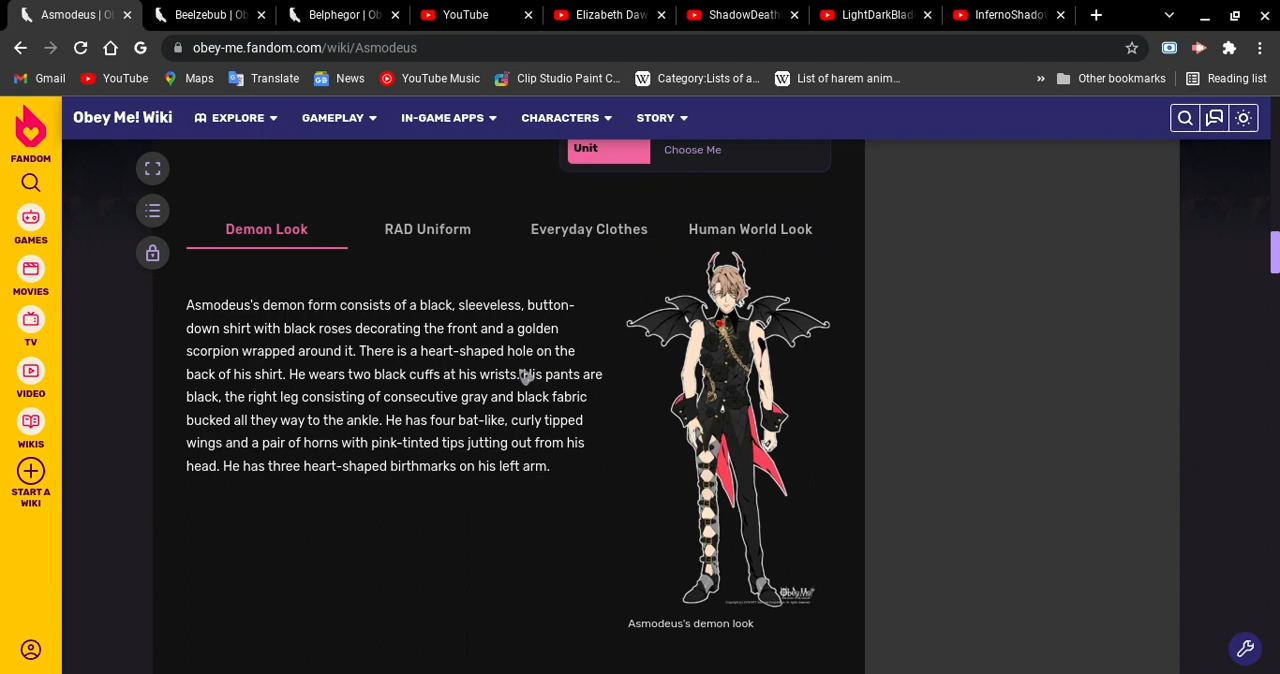 Asmodeus | O
Beelzebub | Ob
Belphegor | Ob
YouTube
Elizabeth Daw
ShadowDeath
LightDarkBlad
InfernoShadow
obey-me.fandom.com/wiki/Asmodeus
Gmail
YouTube
Maps
Translate
News
YouTube Music
Clip Studio Paint C...
Category:Lists of a...
List of harem anim...
»
Other bookmarks
Reading list
FANDOM
GAMES
MOVIES
TV
VIDEO
WIKIS
START A
WIKI
Obey Me! Wiki
EXPLORE
GAMEPLAY
IN-GAME APPS
CHARACTERS
STORY
Unit
Choose Me
Demon Look
RAD Uniform
Everyday Clothes
Human World Look
Asmodeus's demon form consists of a black, sleeveless, button-
down shirt with black roses decorating the front and a golden
scorpion wrapped around it. There is a heart-shaped hole on the
back of his shirt. He wears two black cuffs at his wrists. His pants are
black, the right leg consisting of consecutive gray and black fabric
bucked all they way to the ankle. He has four bat-like, curly tipped
wings and a pair of horns with pink-tinted tips jutting out from his
head. He has three heart-shaped birthmarks on his left arm.
Obey Me!
Asmodeus's demon look